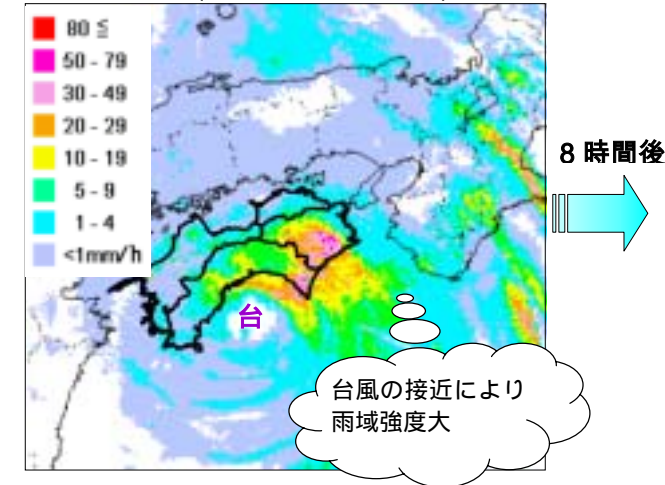 80 ≦
50 - 79
30 - 49
20 - 29
10 - 19
5 - 9
1 - 4
<1mm/h
8時間後
台
台風の接近により
雨域強度大